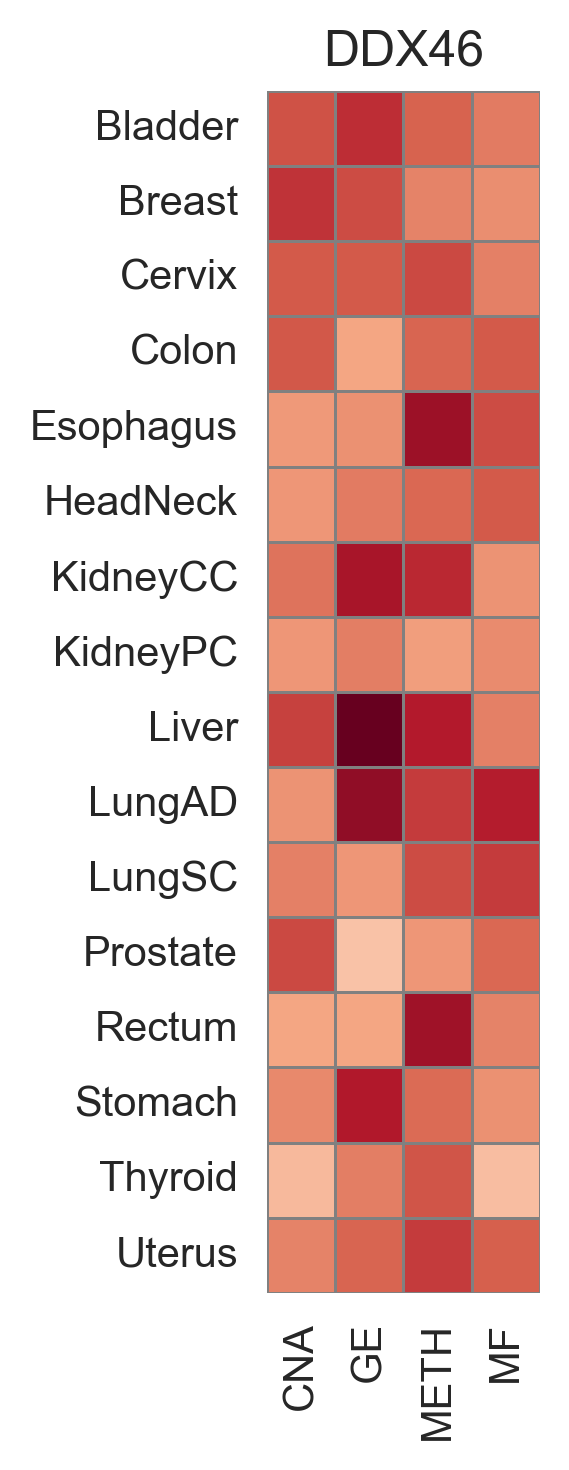 DDX46
Bladder
Breast
Cervix
Colon
Esophagus
HeadNeck
KidneyCC
KidneyPC
Liver
LungAD
LungSC
Prostate
Rectum
Stomach
Thyroid
Uterus
CNA
GE
METH
MF